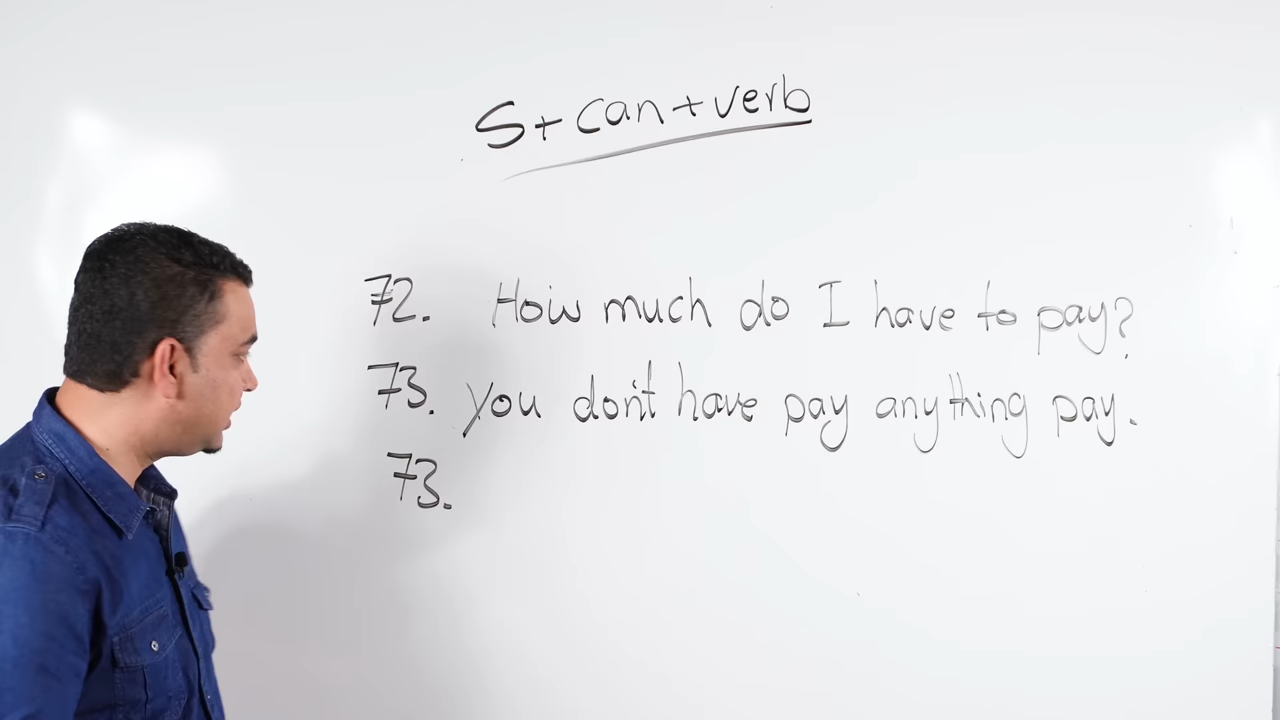 S+can+verb
72. How much do I have to pay?
73. you don't have pay anything pay.
73.